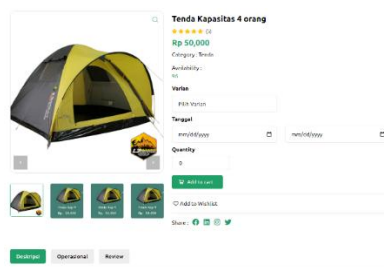 Tenda Kapasitas 4 orang
Rp 50,000
Category : Tenda
Availability :
Varian
Pilih Varian
Tanggal
mm/dd/yyyy mm/dd/yyyy
Quantity
0
Add to cart
Add to Wishlist
Share :
Deskripsi Operasional Review